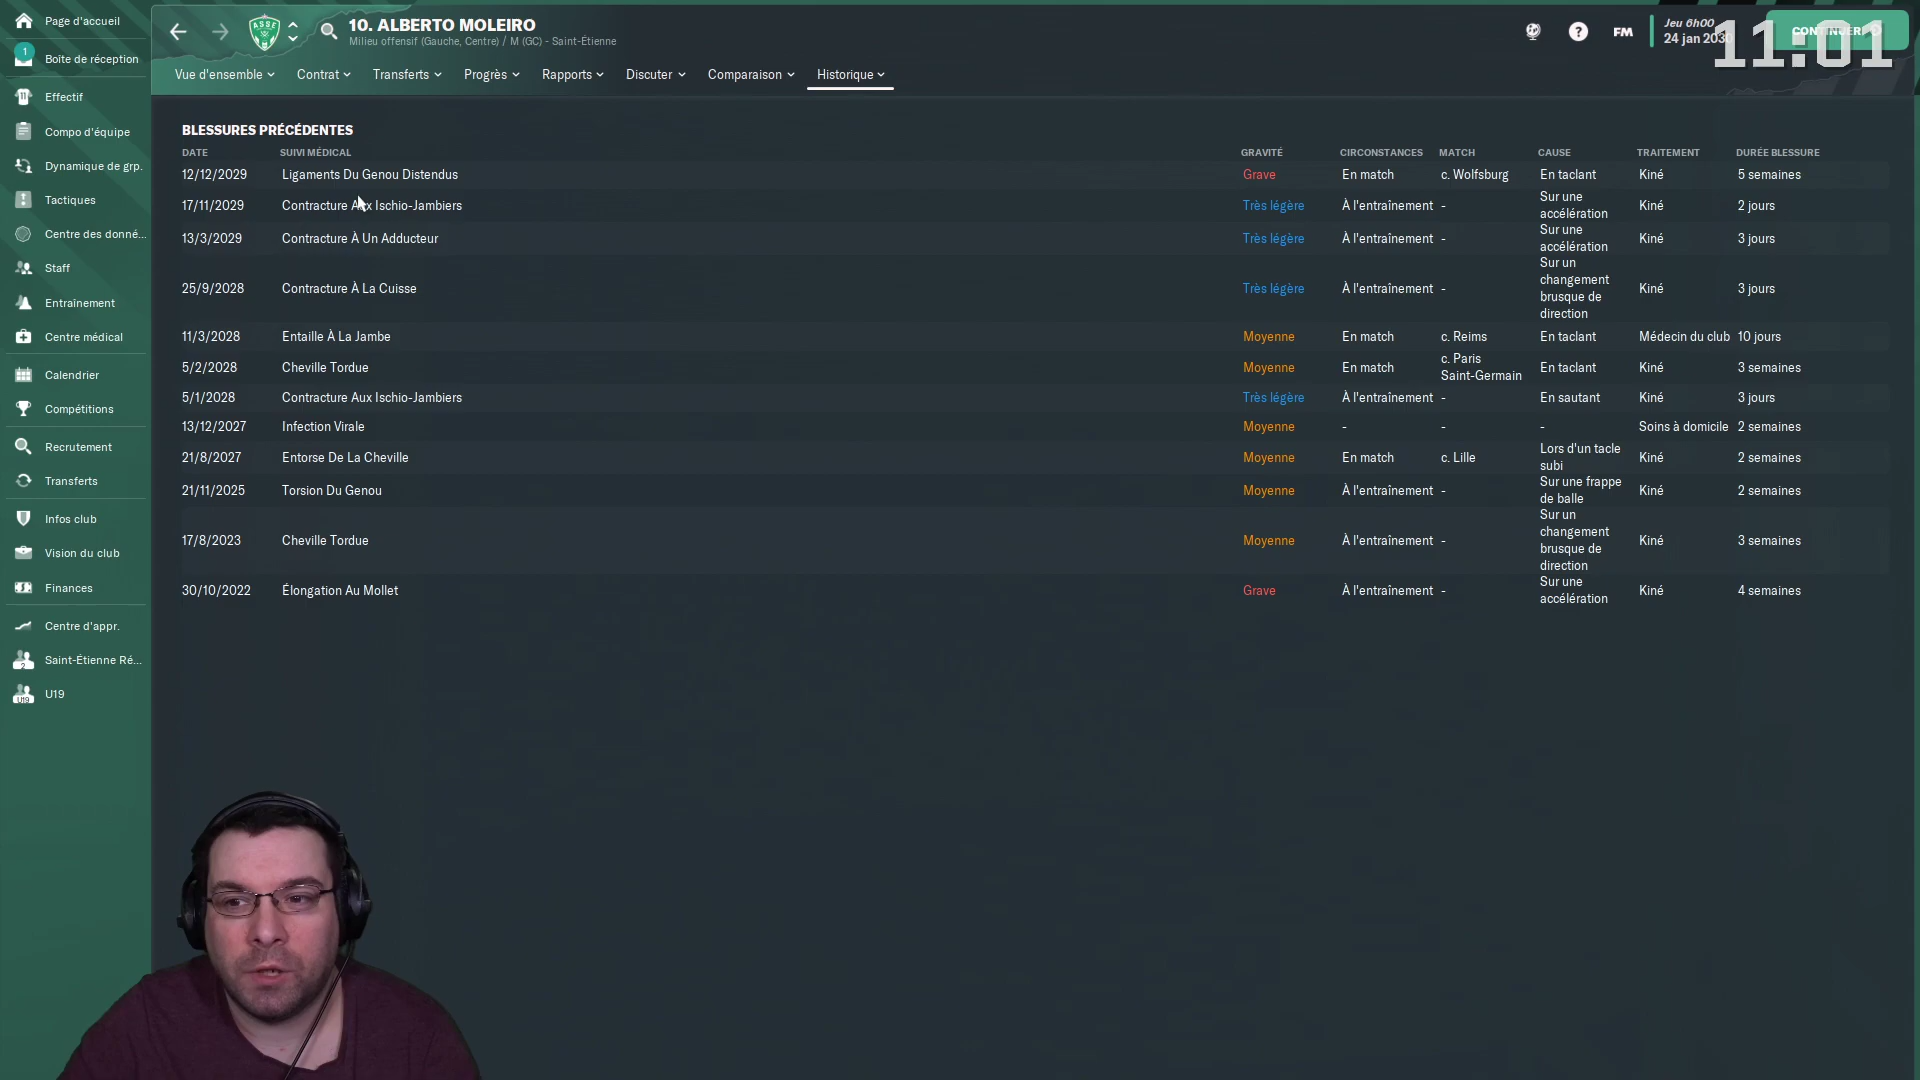 Page d'accueil
1
Boite de réception
Effectif
Compo d'équipe
Dynamique de grp.
Tactiques
Centre des donné...
Staff
Entraînement
Centre médical
Calendrier
Compétitions
Recrutement
Transferts
Infos club
Vision du club
Finances
Centre d'appr.
2
Saint-Étienne Ré...
U19
U19
ASSE
10. ALBERTO MOLEIRO
Milieu offensif (Gauche, Centre) / M (GC) - Saint-Étienne
?
FM
Jeu 6h00
24 jan 2030
CONTINUER
11:01
Vue d'ensemble
Contrat
Transferts
Progrès
Rapports
Discuter
Comparaison
Historique
BLESSURES PRÉCÉDENTES
DATE SUIVI MÉDICAL GRAVITÉ CIRCONSTANCES MATCH CAUSE TRAITEMENT DURÉE BLESSURE
12/12/2029 Ligaments Du Genou Distendus Grave En match c. Wolfsburg En taclant Kiné 5 semaines
17/11/2029 Contracture Aux Ischio-Jambiers Très légère À l'entraînement - Sur une accélération Kiné 2 jours
13/3/2029 Contracture À Un Adducteur Très légère À l'entraînement - Sur une accélération Kiné 3 jours
25/9/2028 Contracture À La Cuisse Très légère À l'entraînement - Sur un changement brusque de direction Kiné 3 jours
11/3/2028 Entaille À La Jambe Moyenne En match c. Reims En taclant Médecin du club 10 jours
5/2/2028 Cheville Tordue Moyenne En match c. Paris Saint-Germain En taclant Kiné 3 semaines
5/1/2028 Contracture Aux Ischio-Jambiers Très légère À l'entraînement - En sautant Kiné 3 jours
13/12/2027 Infection Virale Moyenne - - - Soins à domicile 2 semaines
21/8/2027 Entorse De La Cheville Moyenne En match c. Lille Lors d'un tacle subi Kiné 2 semaines
21/11/2025 Torsion Du Genou Moyenne À l'entraînement - Sur une frappe de balle Kiné 2 semaines
17/8/2023 Cheville Tordue Moyenne À l'entraînement - Sur un changement brusque de direction Kiné 3 semaines
30/10/2022 Élongation Au Mollet Grave À l'entraînement - Sur une accélération Kiné 4 semaines